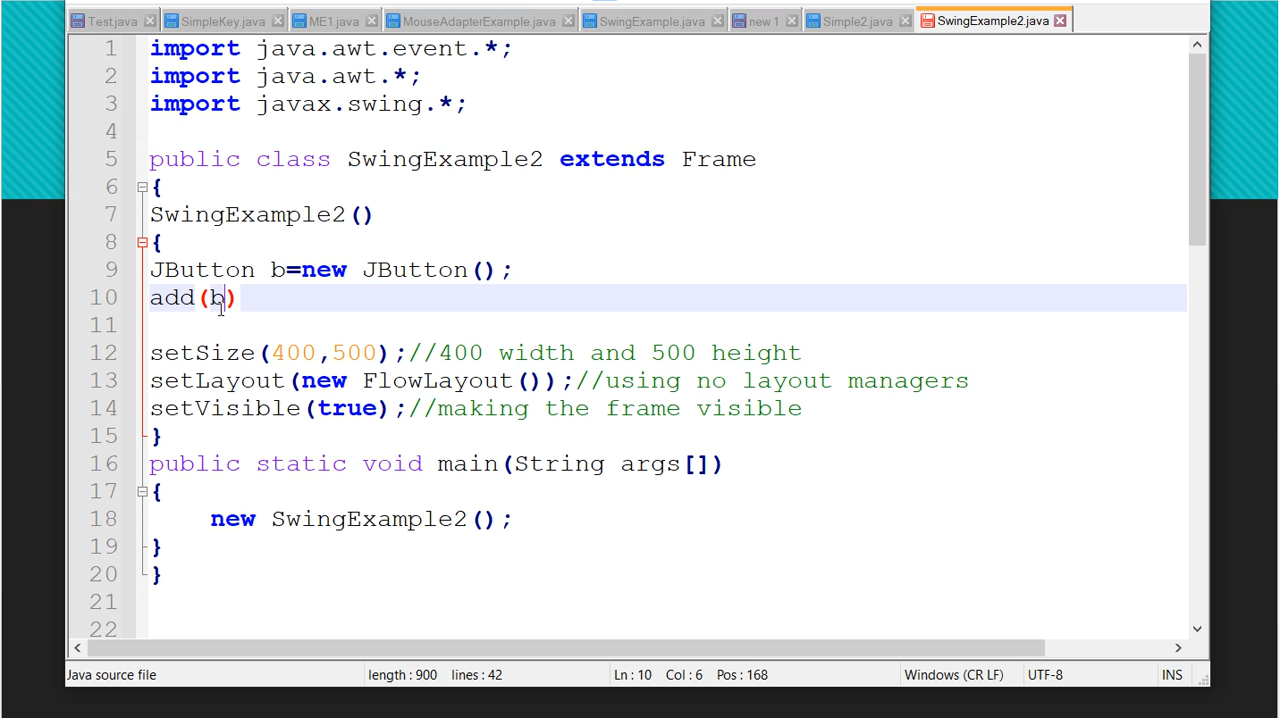 Test.java SimpleKey.java ME1.java MouseAdapterExample.java SwingExample.java new 1 Simple2.java SwingExample2.java
1 import java.awt.event.*;
2 import java.awt.*;
3 import javax.swing.*;
4
5 public class SwingExample2 extends Frame
6 {
7 SwingExample2()
8 {
9 JButton b=new JButton();
10 add(b)
11
12 setSize(400,500);//400 width and 500 height
13 setLayout(new FlowLayout());//using no layout managers
14 setVisible(true);//making the frame visible
15 }
16 public static void main(String args[])
17 {
18 new SwingExample2();
19 }
20 }
21
22
Java source file length : 900 lines : 42 Ln : 10 Col : 6 Pos : 168 Windows (CR LF) UTF-8 INS